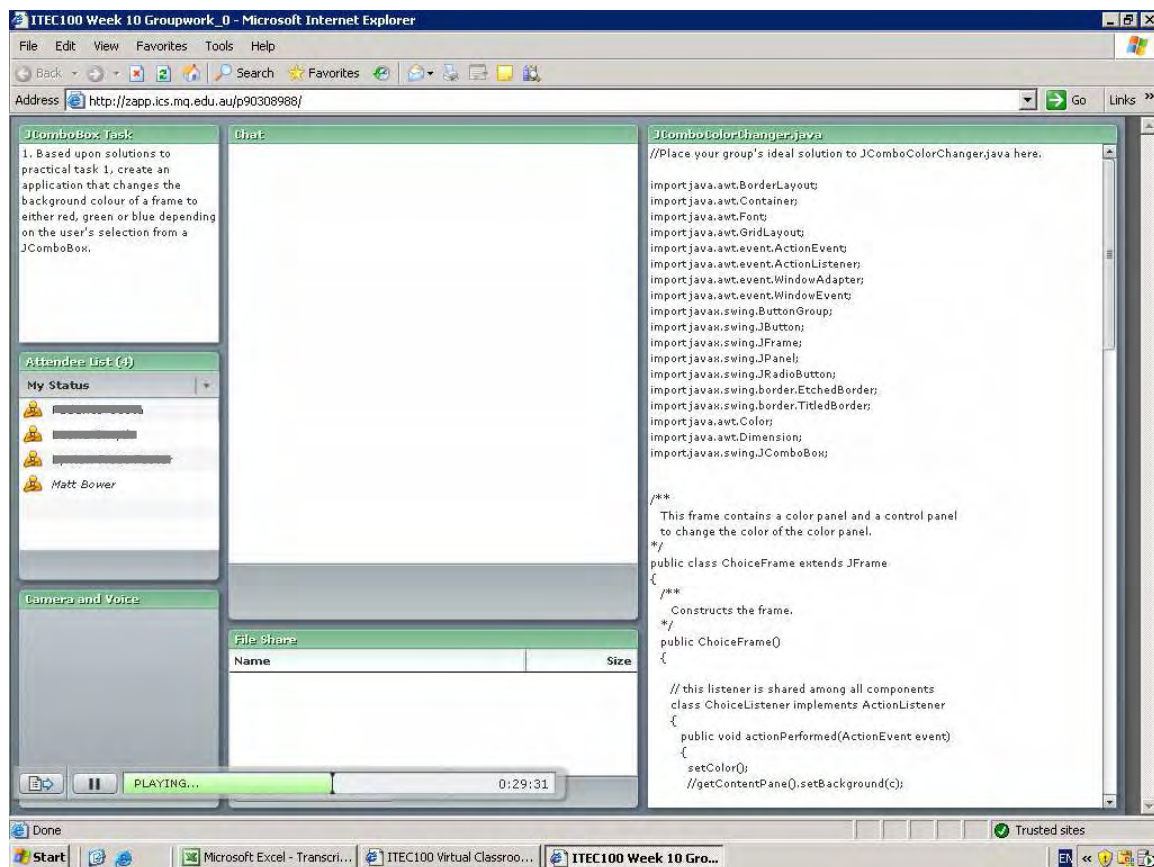 ITEC100 Week 10 Groupwork_0 - Microsoft Internet Explorer
File Edit View Favorites Tools Help
Back Search Favorites
Address http://zapp.ics.mq.edu.au/p90308988/ Go Links »
JComboBox Task
1. Based upon solutions to
practical task 1, create an
application that changes the
background colour of a frame to
either red, green or blue depending
on the user's selection from a
JComboBox.
Attendee List (4)
My Status
Matt Bower
Camera and Voice
Chat
File Share
Name Size
JComboColorChanger.java
//Place your group's ideal solution to JComboColorChanger.java here.
import java.awt.BorderLayout;
import java.awt.Container;
import java.awt.Font;
import java.awt.GridLayout;
import java.awt.event.ActionEvent;
import java.awt.event.ActionListener;
import java.awt.event.WindowAdapter;
import java.awt.event.WindowEvent;
import javax.swing.ButtonGroup;
import javax.swing.JButton;
import javax.swing.JFrame;
import javax.swing.JPanel;
import javax.swing.JRadioButton;
import javax.swing.border.EtchedBorder;
import javax.swing.border.TitledBorder;
import java.awt.Color;
import java.awt.Dimension;
import javax.swing.JComboBox;
/**
This frame contains a color panel and a control panel
to change the color of the color panel.
*/
public class ChoiceFrame extends JFrame
{
/**
Constructs the frame.
*/
public ChoiceFrame()
{
// this listener is shared among all components
class ChoiceListener implements ActionListener
{
public void actionPerformed(ActionEvent event)
{
setColor();
//getContentPane().setBackground(c);
PLAYING... 0:29:31
Done Trusted sites
Start Microsoft Excel - Transcri... ITEC100 Virtual Classroo... ITEC100 Week 10 Gro... EN «